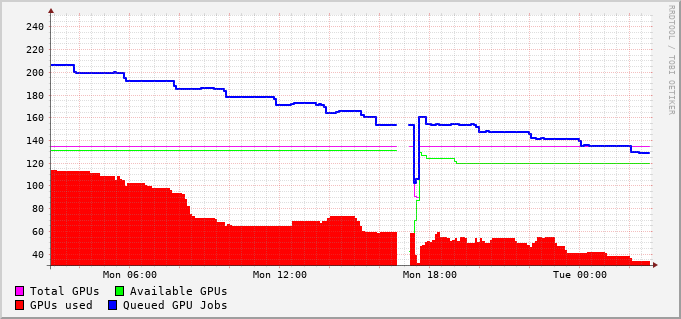 RRDTOOL / TOBI OETIKER
240
220
200
180
160
140
120
100
80
60
40
Mon 06:00 Mon 12:00 Mon 18:00 Tue 00:00
Total GPUs Available GPUs
GPUs used Queued GPU Jobs